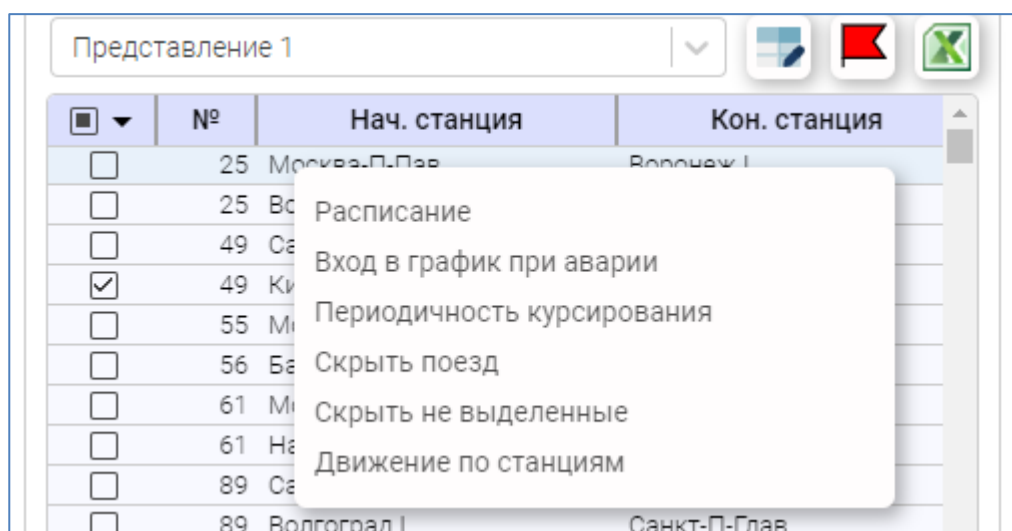 Представление 1
№ Нач. станция Кон. станция
25 Москва-П-Пав Воронеж I
25
49
49
55
56
61
61
89
89 Волгоград I Санкт-П-Глав
Расписание
Вход в график при аварии
Периодичность курсирования
Скрыть поезд
Скрыть не выделенные
Движение по станциям